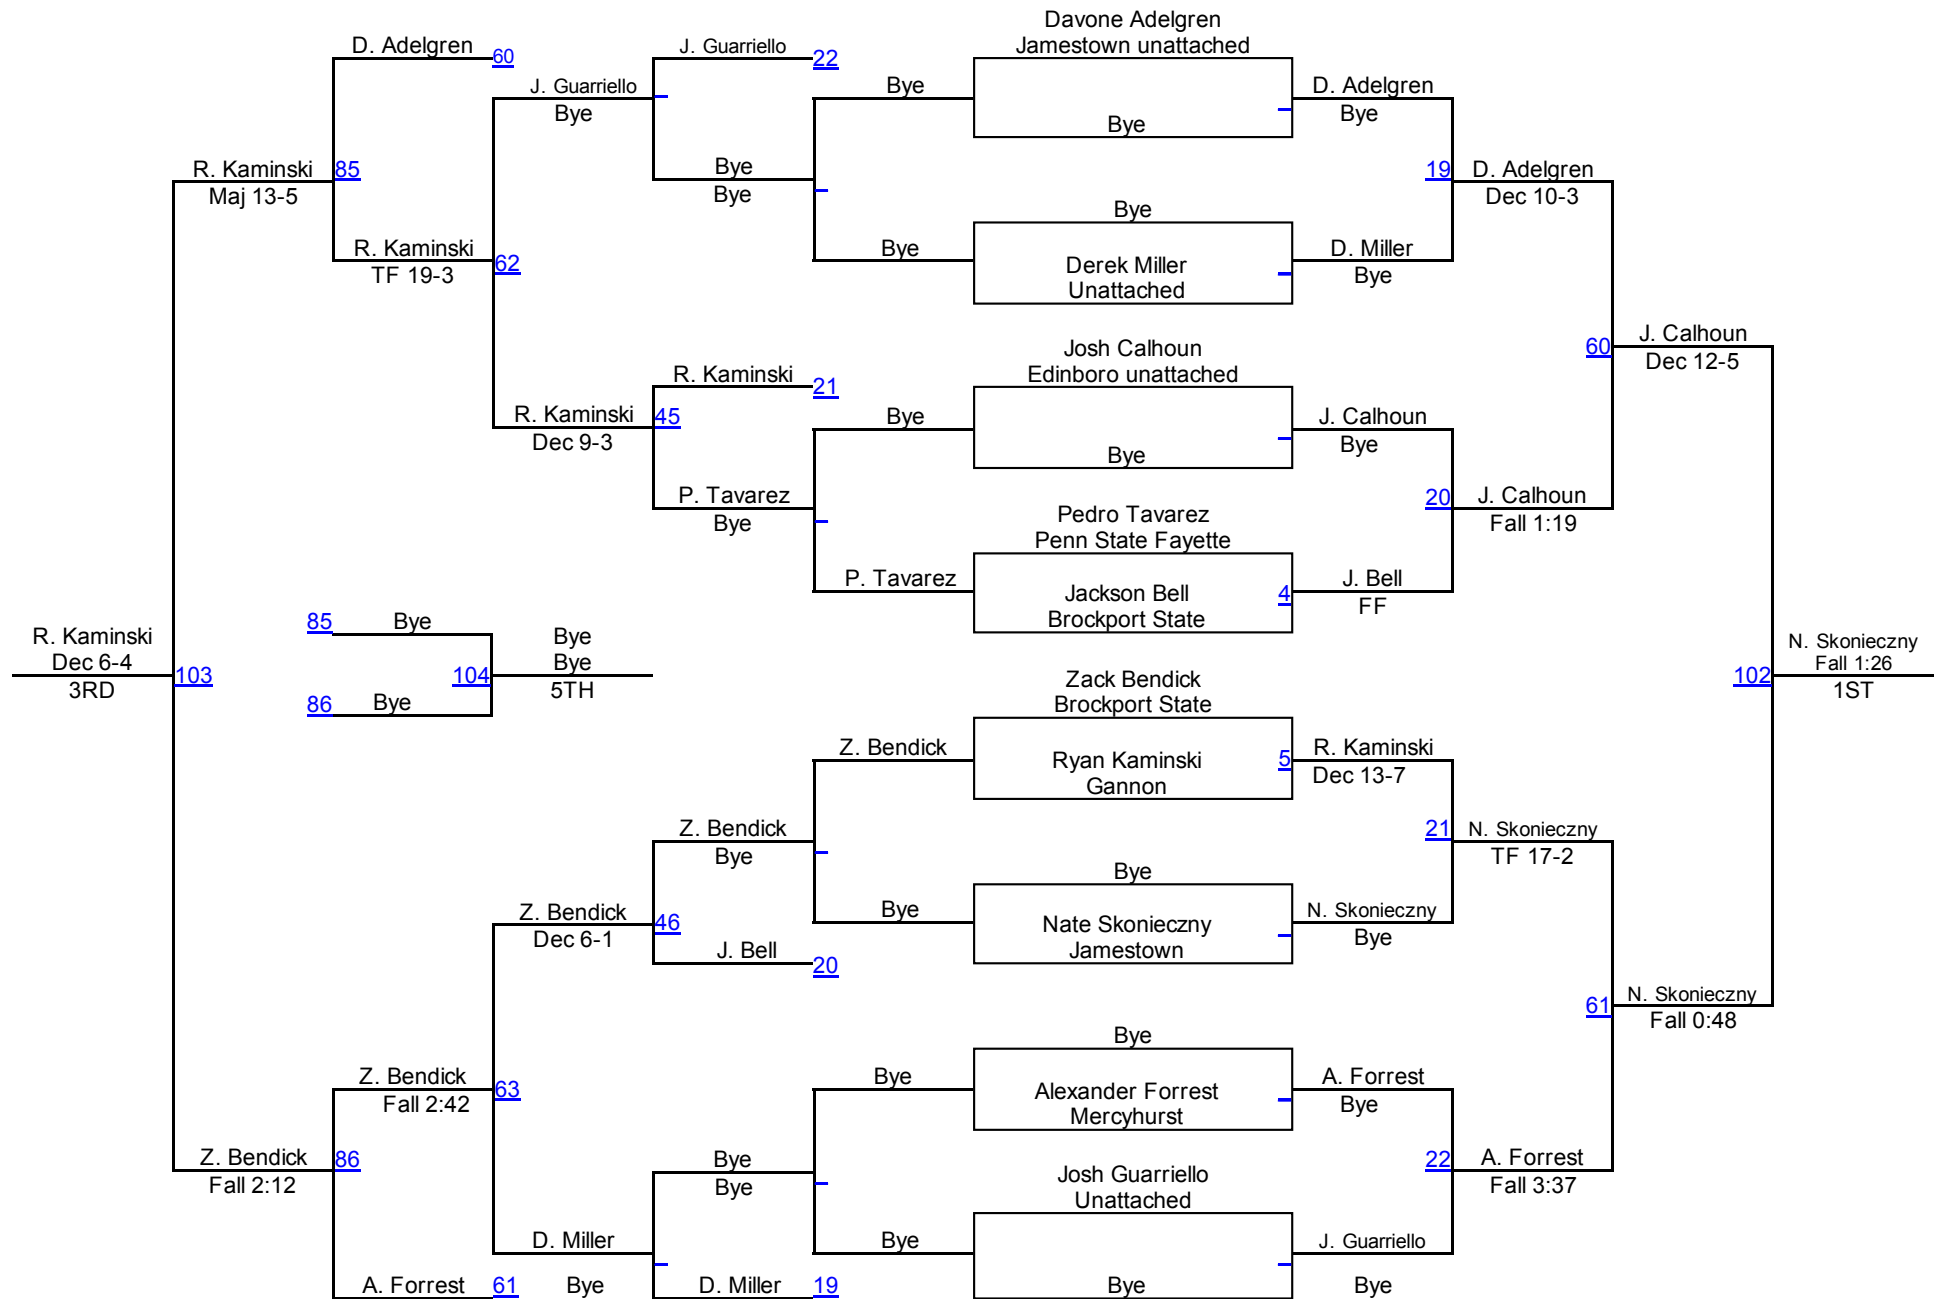 Davone Adelgren
Jamestown unattached
D. Adelgren
60
J. Guarriello
22
J. Guarriello
Bye
Bye
Bye
D. Adelgren
Bye
R. Kaminski
Maj 13-5
85
Bye
Bye
19
D. Adelgren
Dec 10-3
R. Kaminski
TF 19-3
62
Bye
Bye
Derek Miller
Unattached
D. Miller
Bye
J. Calhoun
Dec 12-5
60
Josh Calhoun
Edinboro unattached
R. Kaminski
21
R. Kaminski
Dec 9-3
45
Bye
Bye
J. Calhoun
Bye
P. Tavarez
Bye
20
J. Calhoun
Fall 1:19
Pedro Tavarez
Penn State Fayette
P. Tavarez
Jackson Bell
Brockport State
4
J. Bell
FF
R. Kaminski
Dec 6-4
3RD
103
85
Bye
86
Bye
104
Bye
Bye
5TH
102
N. Skonieczny
Fall 1:26
1ST
Zack Bendick
Brockport State
Z. Bendick
Ryan Kaminski
Gannon
5
R. Kaminski
Dec 13-7
Z. Bendick
Bye
21
N. Skonieczny
TF 17-2
Bye
Z. Bendick
Dec 6-1
46
Bye
Nate Skonieczny
Jamestown
N. Skonieczny
Bye
J. Bell
20
61
N. Skonieczny
Fall 0:48
Bye
Z. Bendick
Fall 2:42
63
Bye
Alexander Forrest
Mercyhurst
A. Forrest
Bye
Z. Bendick
Fall 2:12
86
Bye
Bye
22
A. Forrest
Fall 3:37
Josh Guarriello
Unattached
D. Miller
Bye
Bye
Bye
J. Guarriello
Bye
A. Forrest
61
D. Miller
19